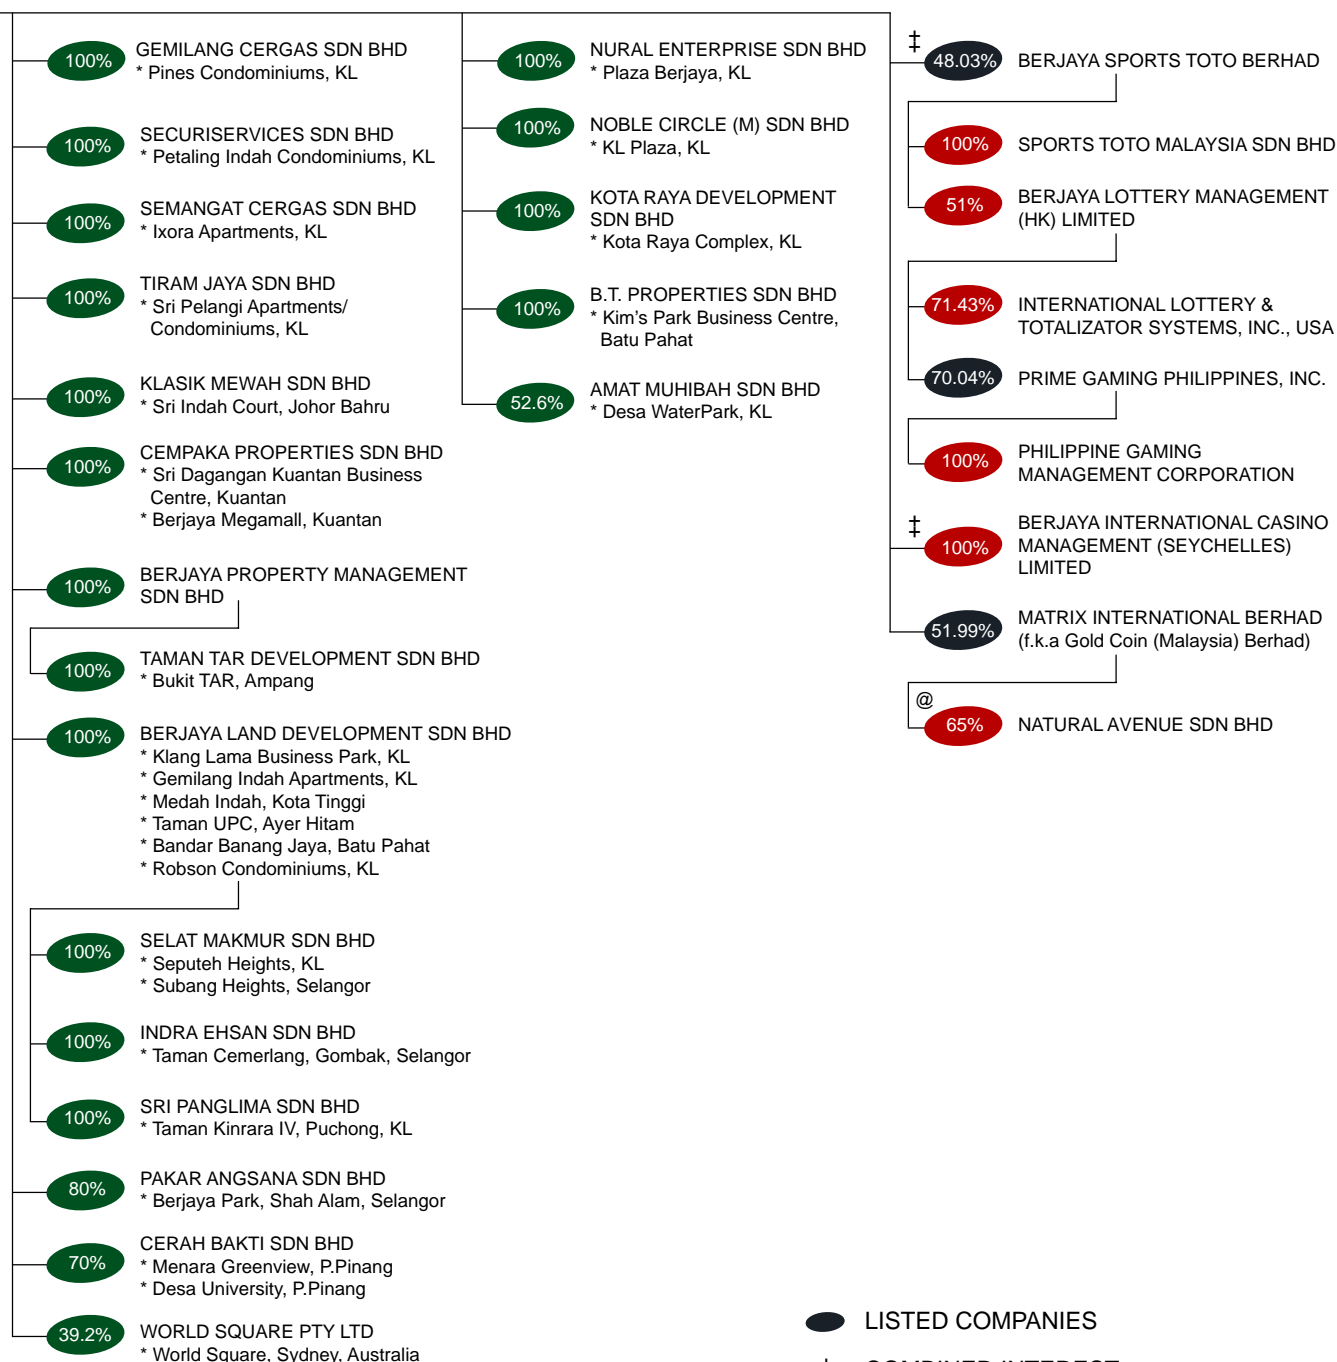 100%
GEMILANG CERGAS SDN BHD
* Pines Condominiums, KL
100%
SECURISERVICES SDN BHD
* Petaling Indah Condominiums, KL
100%
SEMANGAT CERGAS SDN BHD
* Ixora Apartments, KL
100%
TIRAM JAYA SDN BHD
* Sri Pelangi Apartments/
Condominiums, KL
100%
KLASIK MEWAH SDN BHD
* Sri Indah Court, Johor Bahru
100%
CEMPAKA PROPERTIES SDN BHD
* Sri Dagangan Kuantan Business
Centre, Kuantan
* Berjaya Megamall, Kuantan
100%
BERJAYA PROPERTY MANAGEMENT
SDN BHD
100%
TAMAN TAR DEVELOPMENT SDN BHD
* Bukit TAR, Ampang
100%
BERJAYA LAND DEVELOPMENT SDN BHD
* Klang Lama Business Park, KL
* Gemilang Indah Apartments, KL
* Medah Indah, Kota Tinggi
* Taman UPC, Ayer Hitam
* Bandar Banang Jaya, Batu Pahat
* Robson Condominiums, KL
100%
SELAT MAKMUR SDN BHD
* Seputeh Heights, KL
* Subang Heights, Selangor
100%
INDRA EHSAN SDN BHD
* Taman Cemerlang, Gombak, Selangor
100%
SRI PANGLIMA SDN BHD
* Taman Kinrara IV, Puchong, KL
80%
PAKAR ANGSANA SDN BHD
* Berjaya Park, Shah Alam, Selangor
70%
CERAH BAKTI SDN BHD
* Menara Greenview, P.Pinang
* Desa University, P.Pinang
39.2%
WORLD SQUARE PTY LTD
* World Square, Sydney, Australia
100%
NURAL ENTERPRISE SDN BHD
* Plaza Berjaya, KL
100%
NOBLE CIRCLE (M) SDN BHD
* KL Plaza, KL
100%
KOTA RAYA DEVELOPMENT
SDN BHD
* Kota Raya Complex, KL
100%
B.T. PROPERTIES SDN BHD
* Kim's Park Business Centre,
Batu Pahat
52.6%
AMAT MUHIBAH SDN BHD
* Desa WaterPark, KL
‡
48.03%
BERJAYA SPORTS TOTO BERHAD
100%
SPORTS TOTO MALAYSIA SDN BHD
51%
BERJAYA LOTTERY MANAGEMENT
(HK) LIMITED
71.43%
INTERNATIONAL LOTTERY &
TOTALIZATOR SYSTEMS, INC., USA
70.04%
PRIME GAMING PHILIPPINES, INC.
100%
PHILIPPINE GAMING
MANAGEMENT CORPORATION
‡
100%
BERJAYA INTERNATIONAL CASINO
MANAGEMENT (SEYCHELLES)
LIMITED
51.99%
MATRIX INTERNATIONAL BERHAD
(f.k.a Gold Coin (Malaysia) Berhad)
@
65%
NATURAL AVENUE SDN BHD
LISTED COMPANIES
COMBINED INTEREST